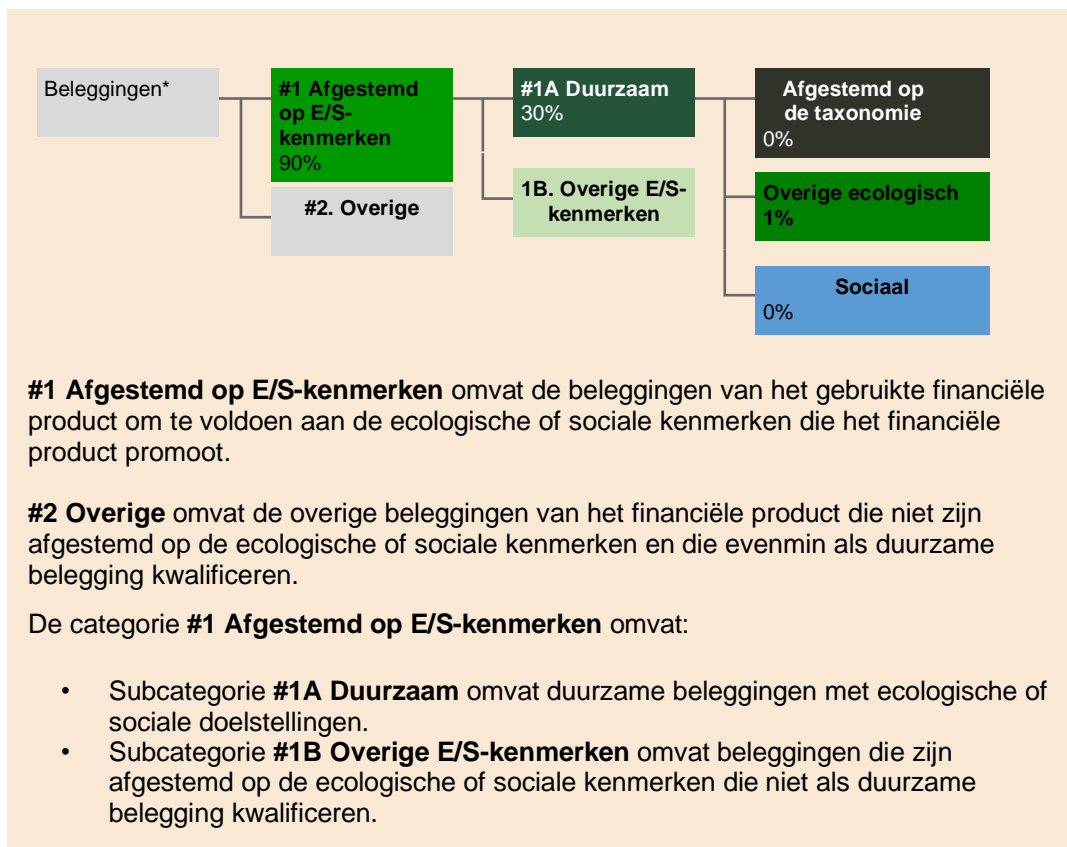 Beleggingen*
#1 Afgestemd
op E/S-
kenmerken
90%
#2. Overige
#1A Duurzaam
30%
1B. Overige E/S-
kenmerken
Afgestemd op
de taxonomie
0%
Overige ecologisch
1%
Sociaal
0%
#1 Afgestemd op E/S-kenmerken omvat de beleggingen van het gebruikte financiële
product om te voldoen aan de ecologische of sociale kenmerken die het financiële
product promoot.
#2 Overige omvat de overige beleggingen van het financiële product die niet zijn
afgestemd op de ecologische of sociale kenmerken en die evenmin als duurzame
belegging kwalificeren.
De categorie #1 Afgestemd op E/S-kenmerken omvat:
• Subcategorie #1A Duurzaam omvat duurzame beleggingen met ecologische of
sociale doelstellingen.
• Subcategorie #1B Overige E/S-kenmerken omvat beleggingen die zijn
afgestemd op de ecologische of sociale kenmerken die niet als duurzame
belegging kwalificeren.